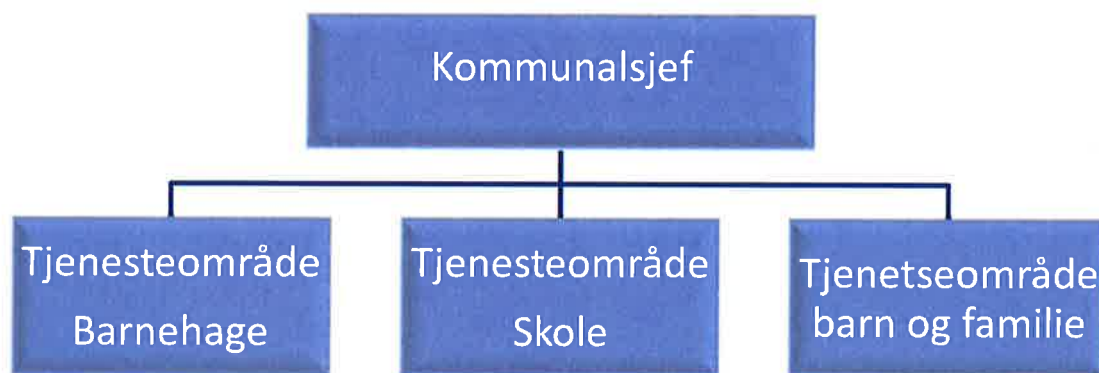 Kommunalsjef
Tjenesteområde
Barnehage
Tjenesteområde
Skole
Tjenetseområde
barn og familie